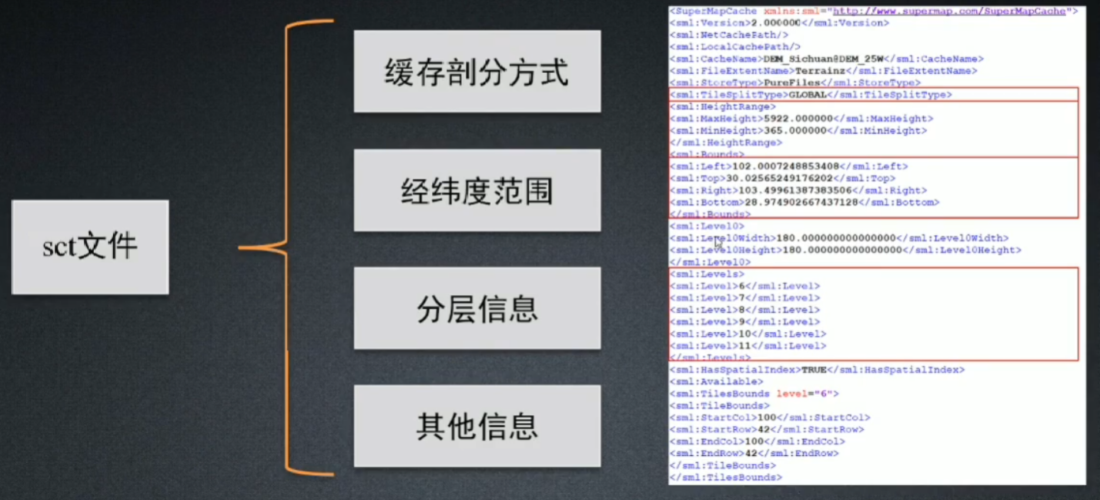 sct文件
缓存剖分方式
经纬度范围
分层信息
其他信息
<SuperMapCache xmlns:sml="http://www.supermap.com/SuperMapCache">
<sml:Version>2.000000</sml:Version>
<sml:NetCachePath/>
<sml:LocalCachePath/>
<sml:CacheName>DEM_Sichuan@DEM_25W</sml:CacheName>
<sml:FileExtentName>Terrainz</sml:FileExtentName>
<sml:StoreType>PureFiles</sml:StoreType>
<sml:TileSplitType>GLOBAL</sml:TileSplitType>
<sml:HeightRange>
<sml:MaxHeight>5922.000000</sml:MaxHeight>
<sml:MinHeight>365.000000</sml:MinHeight>
</sml:HeightRange>
<sml:Bounds>
<sml:Left>102.0007248853408</sml:Left>
<sml:Top>30.02565249176202</sml:Top>
<sml:Right>103.49961387383506</sml:Right>
<sml:Bottom>28.974902667437128</sml:Bottom>
</sml:Bounds>
<sml:Level0>
<sml:Level0Width>180.000000000000000</sml:Level0Width>
<sml:Level0Height>180.000000000000000</sml:Level0Height>
</sml:Level0>
<sml:Levels>
<sml:Level>6</sml:Level>
<sml:Level>7</sml:Level>
<sml:Level>8</sml:Level>
<sml:Level>9</sml:Level>
<sml:Level>10</sml:Level>
<sml:Level>11</sml:Level>
</sml:Levels>
<sml:HasSpatialIndex>TRUE</sml:HasSpatialIndex>
<sml:Available>
<sml:TilesBounds level="6">
<sml:TileBounds>
<sml:StartCol>100</sml:StartCol>
<sml:StartRow>42</sml:StartRow>
<sml:EndCol>100</sml:EndCol>
<sml:EndRow>42</sml:EndRow>
</sml:TileBounds>
</sml:TilesBounds>